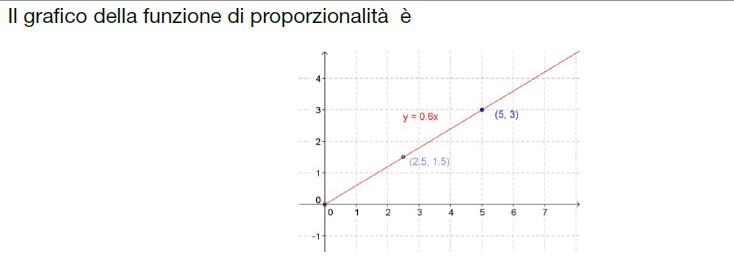 Il grafico della funzione di proporzionalità è
4
3
y = 0.6x
(5, 3)
2
(2.5, 1.5)
1
0
0 1 2 3 4 5 6 7
-1